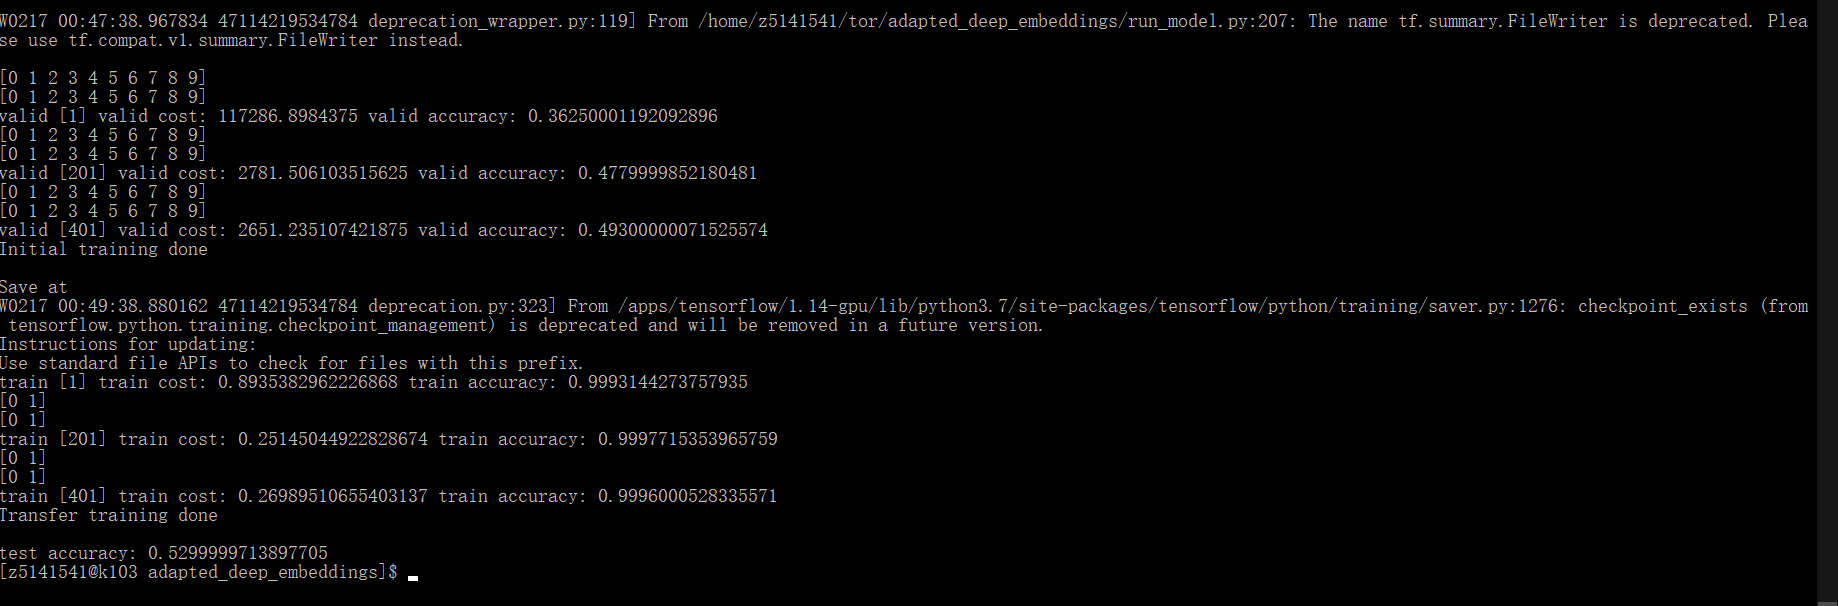 W0217 00:47:38.967834 47114219534784 deprecation_wrapper.py:119] From /home/z5141541/tor/adapted_deep_embeddings/run_model.py:207: The name tf.summary.FileWriter is deprecated. Plea
se use tf.compat.v1.summary.FileWriter instead.
[0 1 2 3 4 5 6 7 8 9]
[0 1 2 3 4 5 6 7 8 9]
valid [1] valid cost: 117286.8984375 valid accuracy: 0.36250001192092896
[0 1 2 3 4 5 6 7 8 9]
[0 1 2 3 4 5 6 7 8 9]
valid [201] valid cost: 2781.506103515625 valid accuracy: 0.4779999852180481
[0 1 2 3 4 5 6 7 8 9]
[0 1 2 3 4 5 6 7 8 9]
valid [401] valid cost: 2651.235107421875 valid accuracy: 0.49300000071525574
Initial training done
Save at
W0217 00:49:38.880162 47114219534784 deprecation.py:323] From /apps/tensorflow/1.14-gpu/lib/python3.7/site-packages/tensorflow/python/training/saver.py:1276: checkpoint_exists (from
 tensorflow.python.training.checkpoint_management) is deprecated and will be removed in a future version.
Instructions for updating:
Use standard file APIs to check for files with this prefix.
train [1] train cost: 0.8935382962226868 train accuracy: 0.9993144273757935
[0 1]
[0 1]
train [201] train cost: 0.25145044922828674 train accuracy: 0.9997715353965759
[0 1]
[0 1]
train [401] train cost: 0.26989510655403137 train accuracy: 0.9996000528335571
Transfer training done
test accuracy: 0.5299999713897705
[z5141541@k103 adapted_deep_embeddings]$